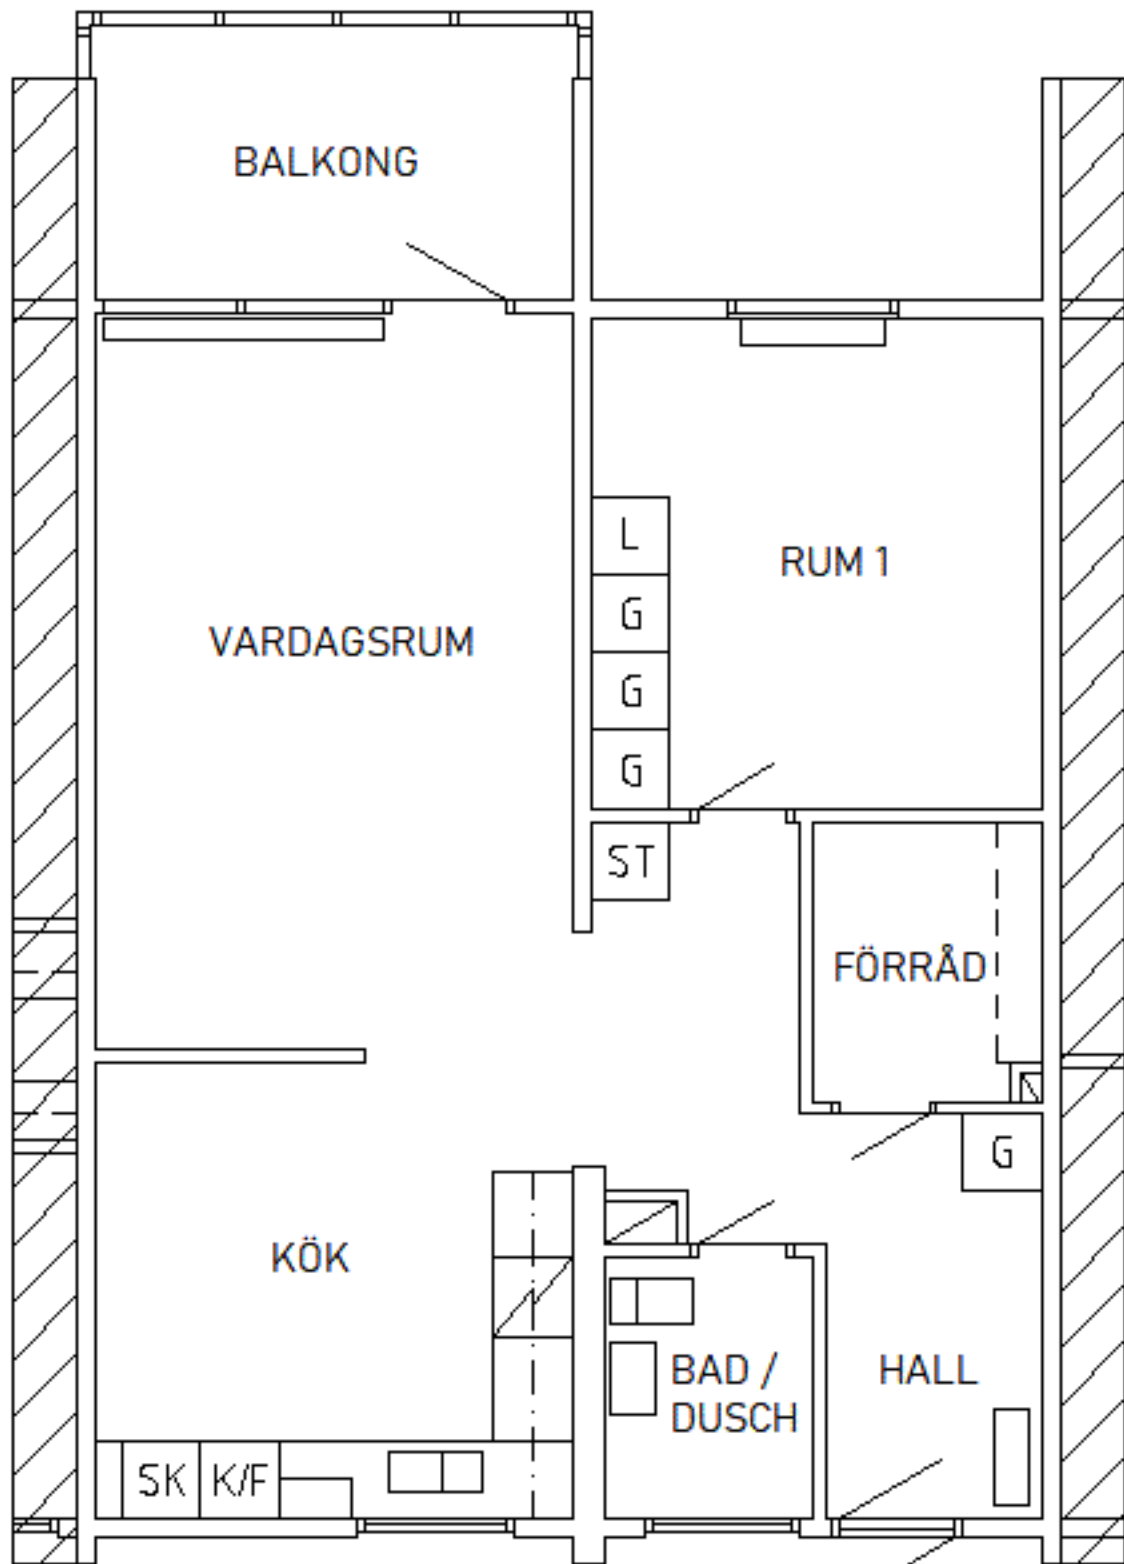 BALKONG
L
RUM 1
G
VARDAGSRUM
G
G
ST
FÖRRÅD
G
KÖK
BAD /
DUSCH
HALL
SK
K/F